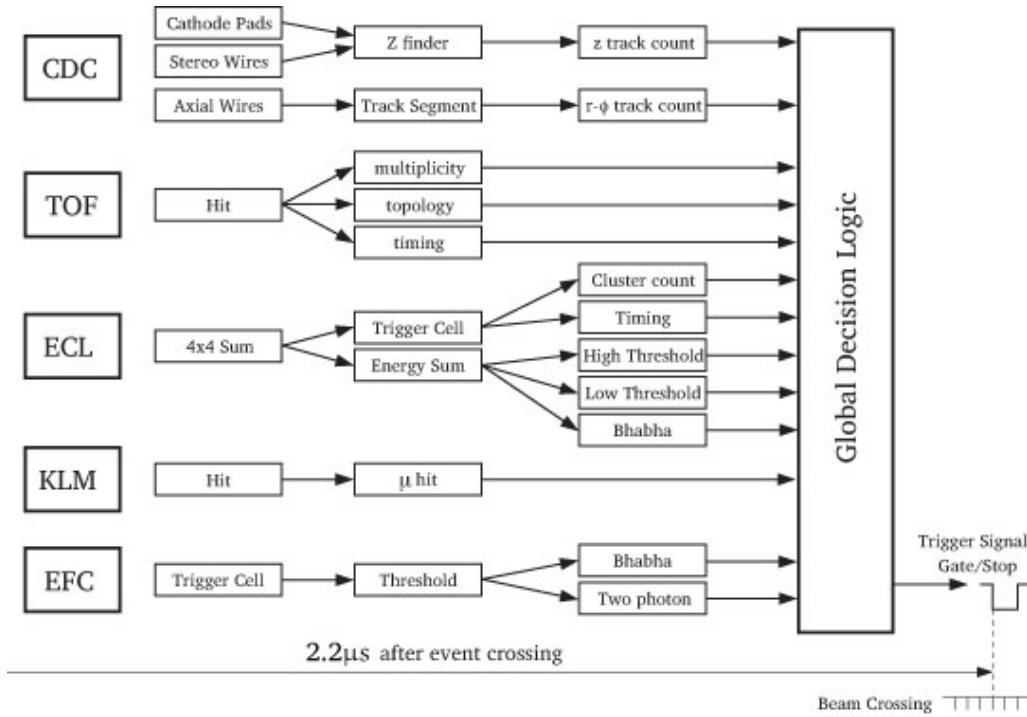 CDC
Cathode Pads
Stereo Wires
Z finder
z track count
Axial Wires
Track Segment
r-ϕ track count
TOF
Hit
multiplicity
topology
timing
ECL
4x4 Sum
Trigger Cell
Energy Sum
Cluster count
Timing
High Threshold
Low Threshold
Bhabha
KLM
Hit
μ hit
EFC
Trigger Cell
Threshold
Bhabha
Two photon
Global Decision Logic
Trigger Signal
Gate/Stop
2.2μs after event crossing
Beam Crossing